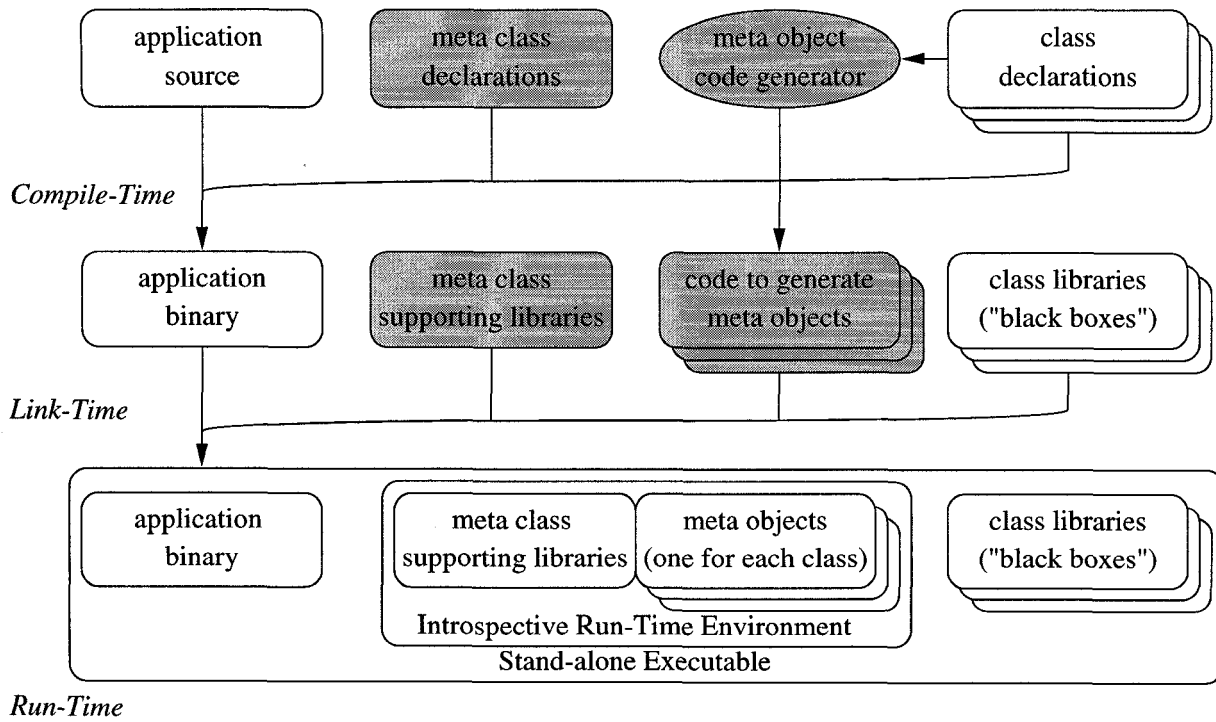 application
source
meta class
declarations
meta object
code generator
class
declarations
Compile-Time
application
binary
meta class
supporting libraries
code to generate
meta objects
class libraries
("black boxes")
Link-Time
application
binary
meta class
supporting libraries
meta objects
(one for each class)
class libraries
("black boxes")
Introspective Run-Time Environment
Stand-alone Executable
Run-Time